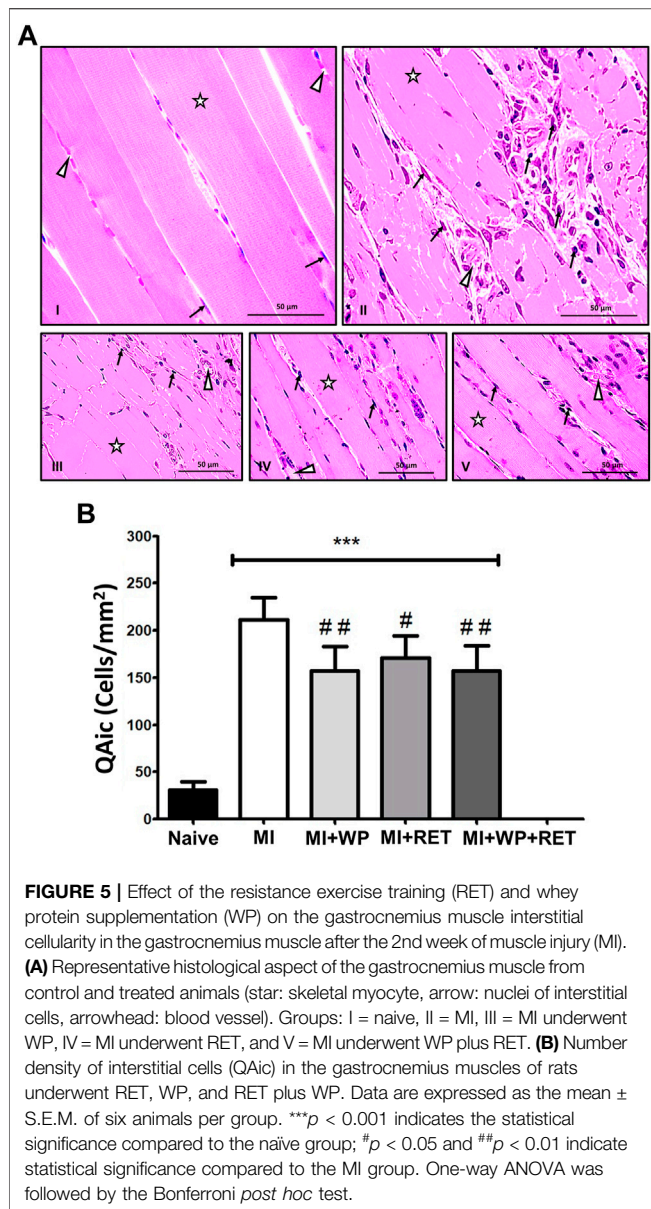 A
I
50 µm
II
50 µm
III
50 µm
IV
50 µm
V
50 µm
B
QAic (Cells/mm²)
300
250
200
150
100
50
0
***
# #
#
# #
Naive MI MI+WP MI+RET MI+WP+RET
FIGURE 5 | Effect of the resistance exercise training (RET) and whey
protein supplementation (WP) on the gastrocnemius muscle interstitial
cellularity in the gastrocnemius muscle after the 2nd week of muscle injury (MI).
(A) Representative histological aspect of the gastrocnemius muscle from
control and treated animals (star: skeletal myocyte, arrow: nuclei of interstitial
cells, arrowhead: blood vessel). Groups: I = naive, II = MI, III = MI underwent
WP, IV = MI underwent RET, and V = MI underwent WP plus RET. (B) Number
density of interstitial cells (QAic) in the gastrocnemius muscles of rats
underwent RET, WP, and RET plus WP. Data are expressed as the mean ±
S.E.M. of six animals per group. ***p < 0.001 indicates the statistical
significance compared to the naïve group; #p < 0.05 and ##p < 0.01 indicate
statistical significance compared to the MI group. One-way ANOVA was
followed by the Bonferroni post hoc test.